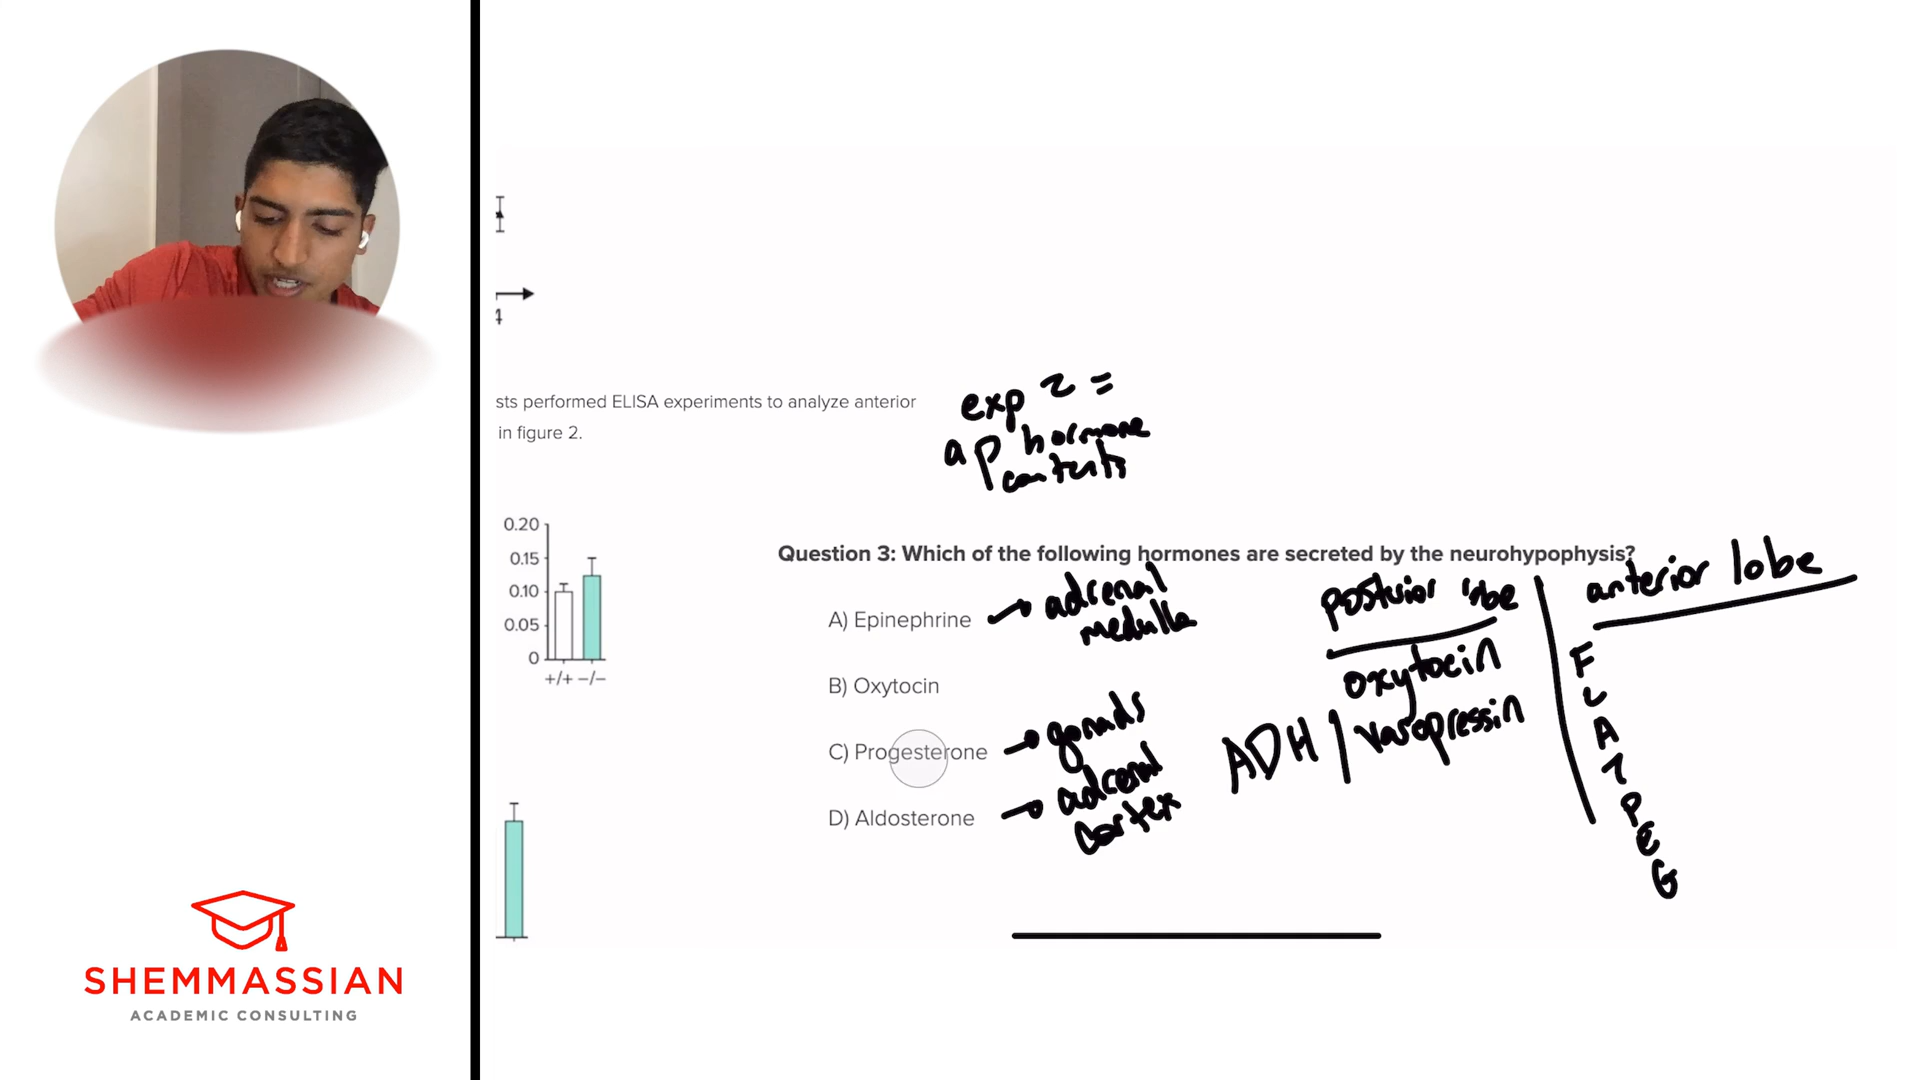 sts performed ELISA experiments to analyze anterior
in figure 2.
exp 2 =
ap hormone
contents
0.20
0.15
0.10
0.05
0
+/+ −/−
4
Question 3: Which of the following hormones are secreted by the neurohypophysis?
A) Epinephrine
adrenal
medulla
B) Oxytocin
C) Progesterone
gonads
D) Aldosterone
adrenal
cortex
posterior lobe
oxytocin
ADH / vasopressin
anterior lobe
F
L
A
T
P
E
G
SHEMMASSIAN
ACADEMIC CONSULTING